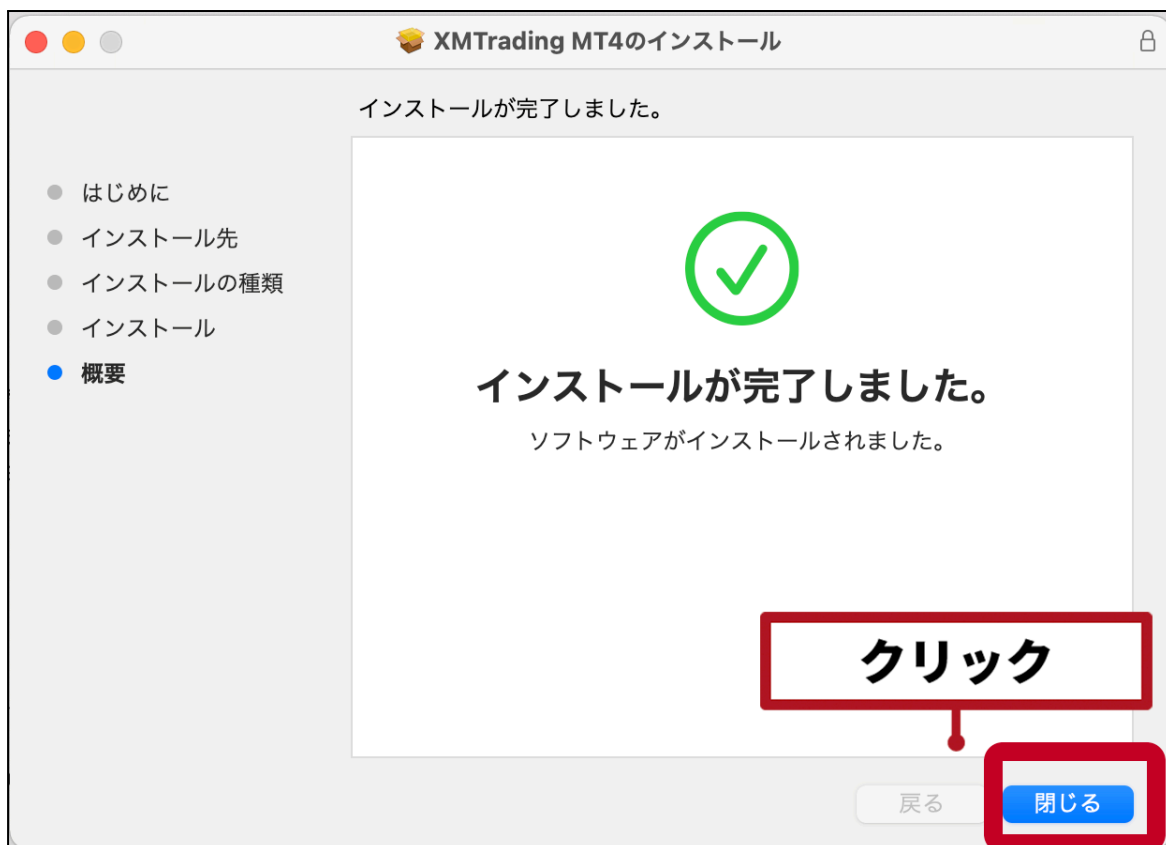 XMTrading MT4のインストール
インストールが完了しました。
はじめに
インストール先
インストールの種類
インストール
概要
インストールが完了しました。
ソフトウェアがインストールされました。
クリック
戻る
閉じる